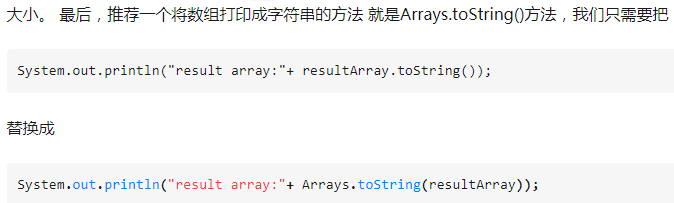 大小。 最后，推荐一个将数组打印成字符串的方法 就是Arrays.toString()方法，我们只需要把
System.out.println("result array:"+ resultArray.toString());
替换成
System.out.println("result array:"+ Arrays.toString(resultArray));